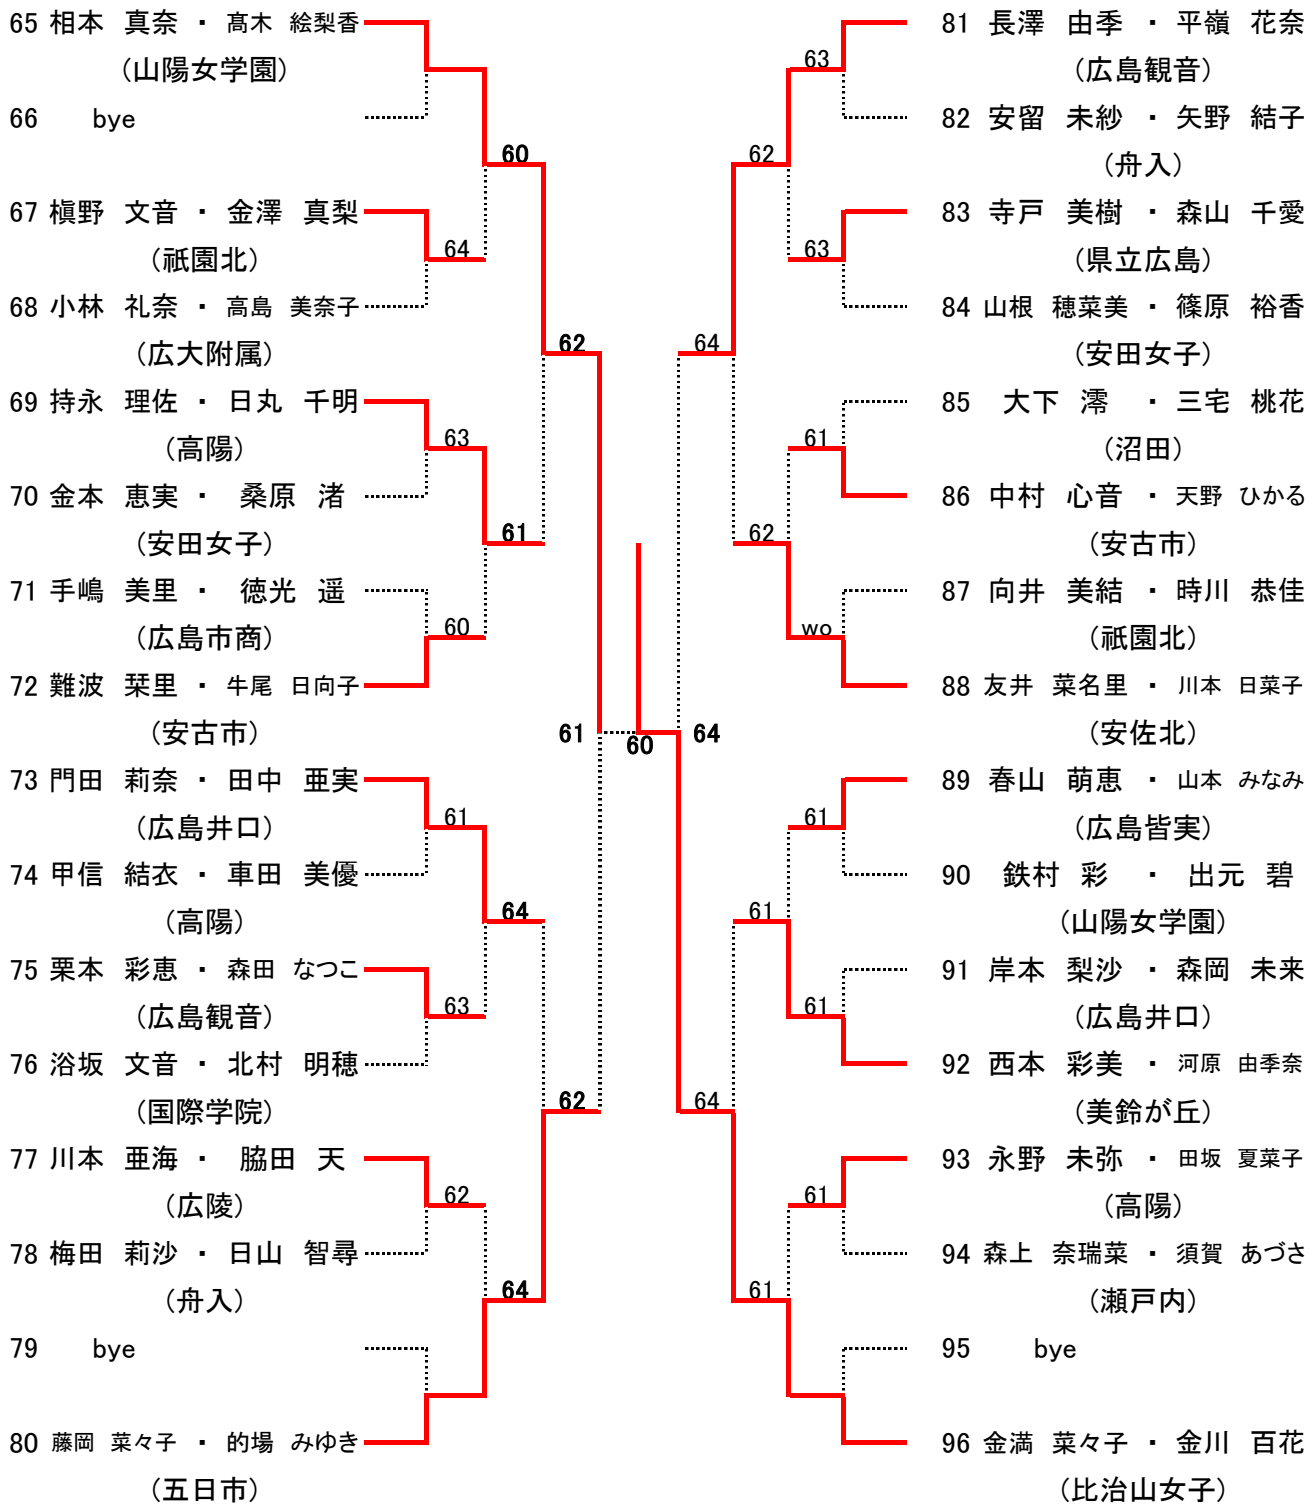 65 相本 真奈 ・ 髙木 絵梨香
(山陽女学園)
66 bye
60
67 槇野 文音 ・ 金澤 真梨
64
(祇園北)
68 小林 礼奈 ・ 高島 美奈子
(広大附属)
62
69 持永 理佐 ・ 日丸 千明
63
(高陽)
70 金本 恵実 ・ 桑原 渚
(安田女子)
61
71 手嶋 美里 ・ 徳光 遥
(広島市商)
60
72 難波 栞里 ・ 牛尾 日向子
(安古市)
61
60
64
73 門田 莉奈 ・ 田中 亜実
61
(広島井口)
74 甲信 結衣 ・ 車田 美優
(高陽)
64
75 栗本 彩恵 ・ 森田 なつこ
(広島観音)
63
76 浴坂 文音 ・ 北村 明穂
(国際学院)
62
77 川本 亜海 ・ 脇田 天
62
(広陵)
78 梅田 莉沙 ・ 日山 智尋
(舟入)
64
79 bye
80 藤岡 菜々子 ・ 的場 みゆき
(五日市)
81 長澤 由季 ・ 平嶺 花奈
63
(広島観音)
82 安留 未紗 ・ 矢野 結子
62
(舟入)
83 寺戸 美樹 ・ 森山 千愛
63
(県立広島)
84 山根 穂菜美 ・ 篠原 裕香
64
(安田女子)
85 大下 澪 ・ 三宅 桃花
61
(沼田)
86 中村 心音 ・ 天野 ひかる
62
(安古市)
87 向井 美結 ・ 時川 恭佳
wo
(祇園北)
88 友井 菜名里 ・ 川本 日菜子
(安佐北)
89 春山 萌恵 ・ 山本 みなみ
61
(広島皆実)
90 鉄村 彩 ・ 出元 碧
61
(山陽女学園)
91 岸本 梨沙 ・ 森岡 未来
61
(広島井口)
92 西本 彩美 ・ 河原 由季奈
64
(美鈴が丘)
93 永野 未弥 ・ 田坂 夏菜子
61
(高陽)
94 森上 奈瑞菜 ・ 須賀 あづさ
61
(瀬戸内)
95 bye
96 金満 菜々子 ・ 金川 百花
(比治山女子)